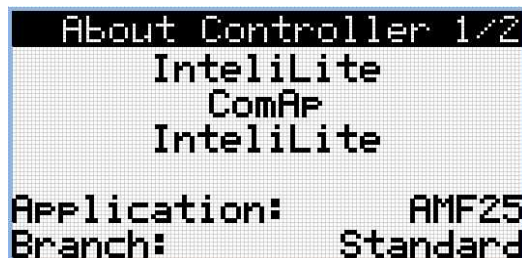 About Controller 1/2
InteliLite
ComAp
InteliLite
Application: AMF25
Branch: Standard